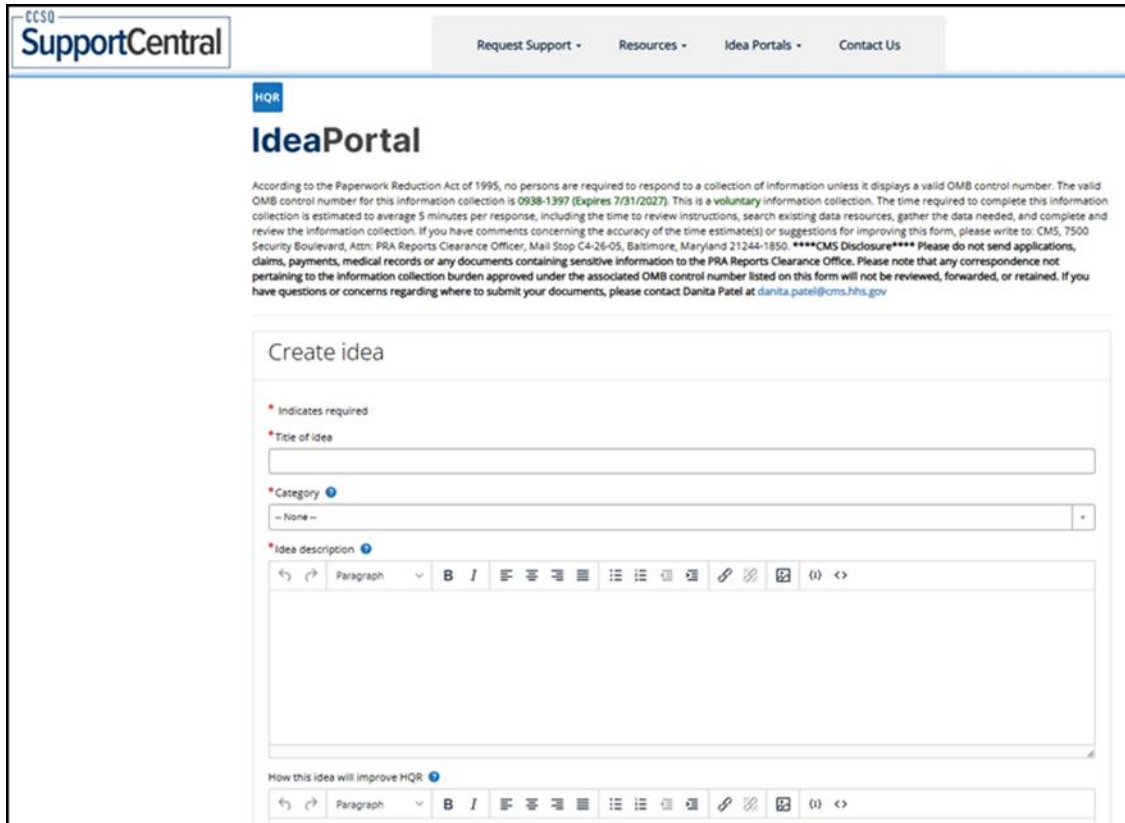 CCSQ
SupportCentral
Request Support
Resources
Idea Portals
Contact Us
HQR
IdeaPortal
According to the Paperwork Reduction Act of 1995, no persons are required to respond to a collection of information unless it displays a valid OMB control number. The valid
OMB control number for this information collection is 0938-1397 (Expires 7/31/2027). This is a voluntary information collection. The time required to complete this information
collection is estimated to average 5 minutes per response, including the time to review instructions, search existing data resources, gather the data needed, and complete and
review the information collection. If you have comments concerning the accuracy of the time estimate(s) or suggestions for improving this form, please write to: CMS, 7500
Security Boulevard, Attn: PRA Reports Clearance Officer, Mail Stop C4-26-05, Baltimore, Maryland 21244-1850. ****CMS Disclosure**** Please do not send applications,
claims, payments, medical records or any documents containing sensitive information to the PRA Reports Clearance Office. Please note that any correspondence not
pertaining to the information collection burden approved under the associated OMB control number listed on this form will not be reviewed, forwarded, or retained. If you
have questions or concerns regarding where to submit your documents, please contact Danita Patel at danita.patel@cms.hhs.gov
Create idea
* Indicates required
*Title of idea
*Category ?
-- None --
*Idea description ?
Paragraph B I {i} <>
How this idea will improve HQR ?
Paragraph B I {i} <>